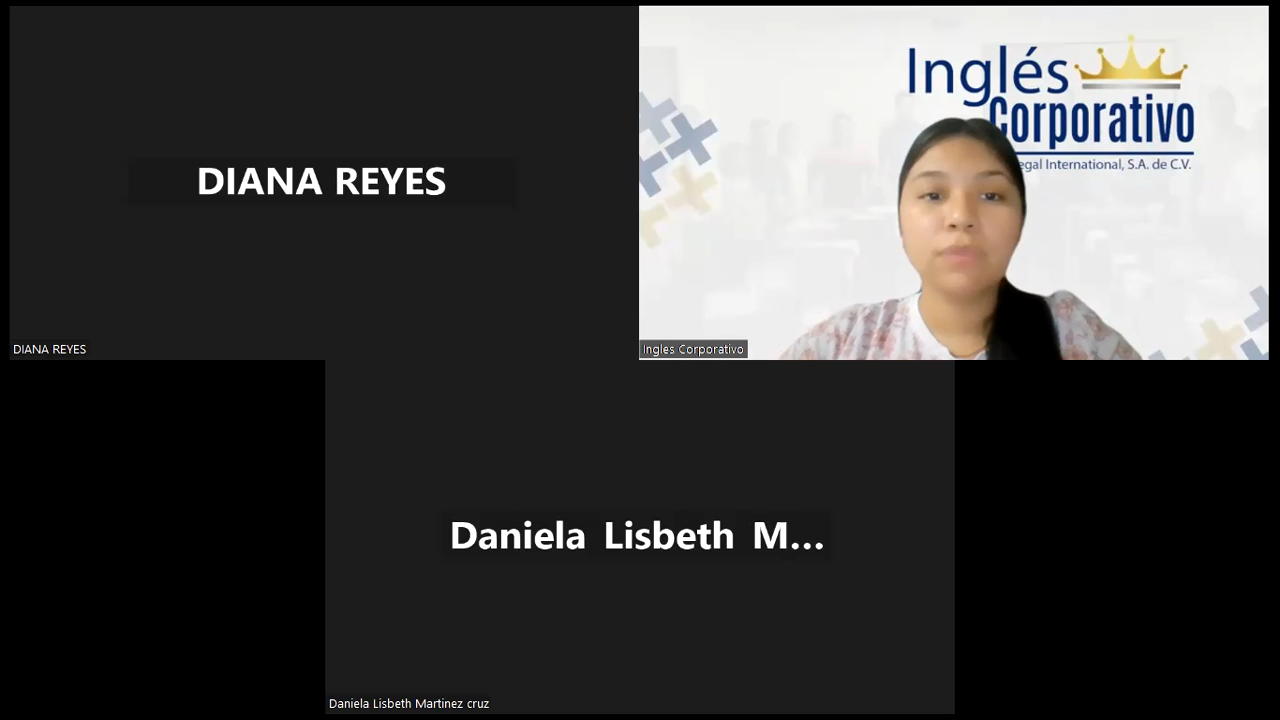 DIANA REYES
DIANA REYES
Inglés
Corporativo
egal International, S.A. de C.V.
Ingles Corporativo
Daniela Lisbeth M...
Daniela Lisbeth Martinez cruz